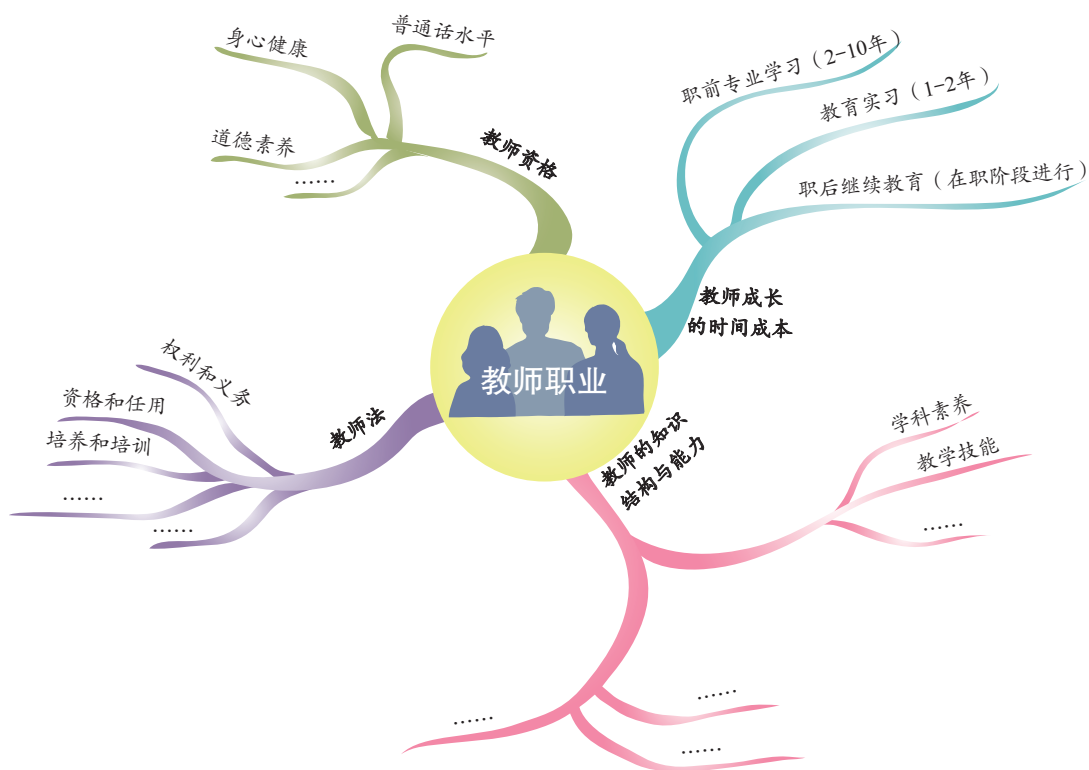 普通话水平
身心健康
道德素养
……
教师资格
职前专业学习（2-10年）
教育实习（1-2年）
职后继续教育（在职阶段进行）
教师成长
的时间成本
教师职业
权利和义务
资格和任用
培养和培训
……
……
教师法
教师的知识
结构与能力
学科素养
教学技能
……
……
……
……